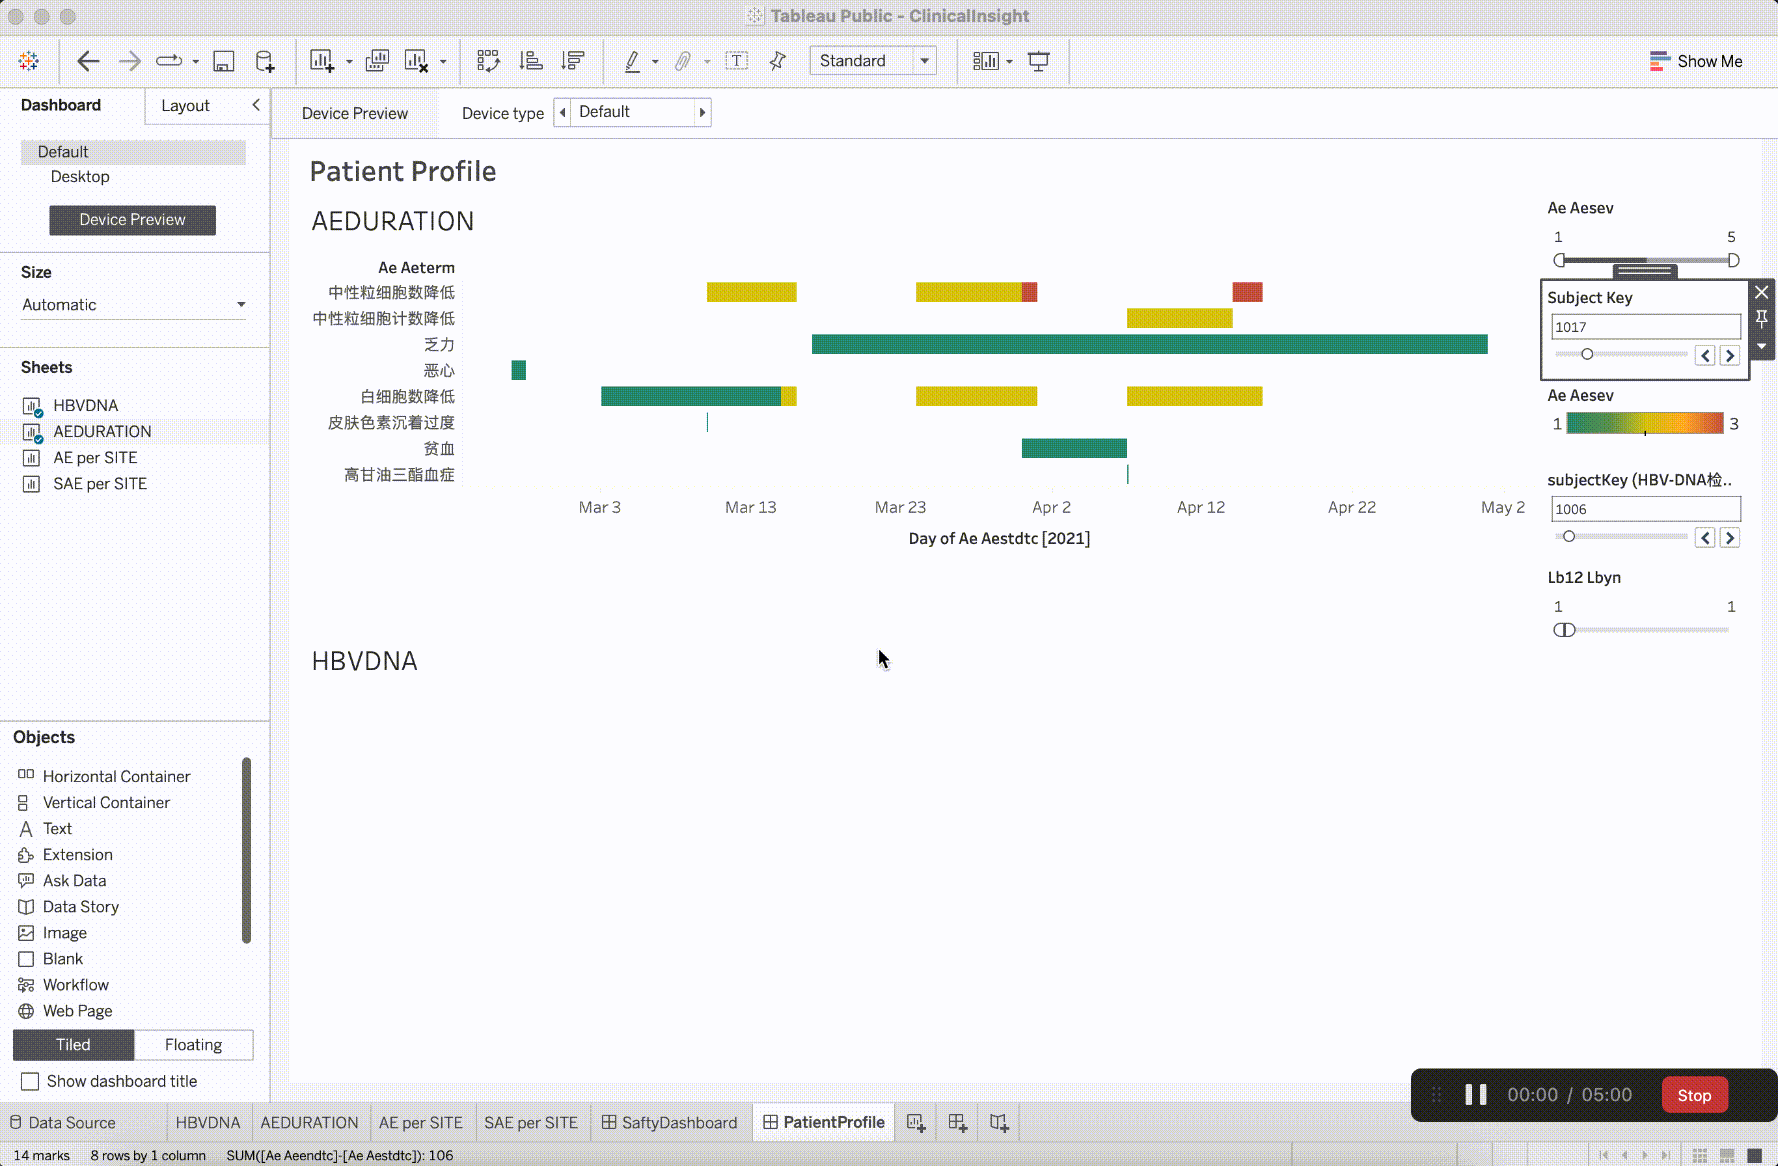 Tableau Public - ClinicalInsight
Standard
Show Me
Dashboard
Layout
Device Preview
Device type
Default
Default
Desktop
Device Preview
Size
Automatic
Sheets
HBVDNA
AEDURATION
AE per SITE
SAE per SITE
Objects
Horizontal Container
Vertical Container
Text
Extension
Ask Data
Data Story
Image
Blank
Workflow
Web Page
Tiled
Floating
Show dashboard title
Patient Profile
AEDURATION
Ae Aeterm
中性粒细胞数降低
中性粒细胞计数降低
乏力
恶心
白细胞数降低
皮肤色素沉着过度
贫血
高甘油三酯血症
Mar 3
Mar 13
Mar 23
Apr 2
Apr 12
Apr 22
May 2
Day of Ae Aestdtc [2021]
HBVDNA
Ae Aesev
1
5
Subject Key
1017
Ae Aesev
1
3
subjectKey (HBV-DNA检..
1006
Lb12 Lbyn
1
1
00:00 / 05:00
Stop
Data Source
HBVDNA
AEDURATION
AE per SITE
SAE per SITE
SaftyDashboard
PatientProfile
14 marks
8 rows by 1 column
SUM([Ae Aeendtc]-[Ae Aestdtc]): 106